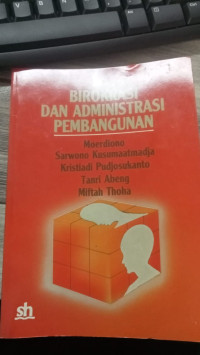 BIROKRASI
DAN ADMINISTRASI
PEMBANGUNAN
Moerdiono
Sarwono Kusumaatmadja
Kristiadi Pudjosukanto
Tanri Abeng
Miftah Thoha
sh